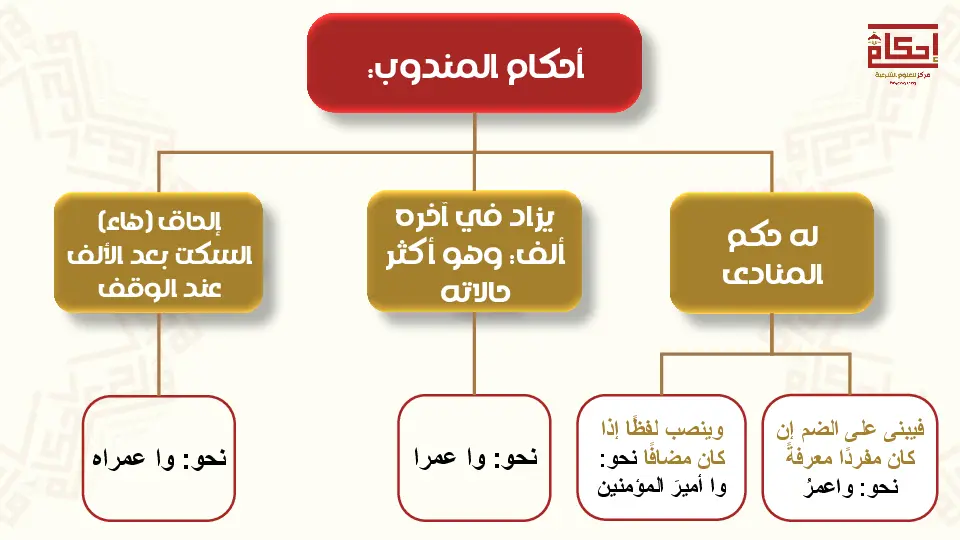 إحكام
مركز للعلوم الشرعية
أحكام المندوب:
له حكم
المنادى
يزاد في آخره
ألف؛ وهو أكثر
حالاته
إلحاق (هاء)
السكت بعد الألف
عند الوقف
فيبنى على الضم إن
كان مفردًا معرفةً
نحو: واعمرُ
وينصب لفظًا إذا
كان مضافًا نحو:
وا أميرَ المؤمنين
نحو: وا عمرا
نحو: وا عمراه